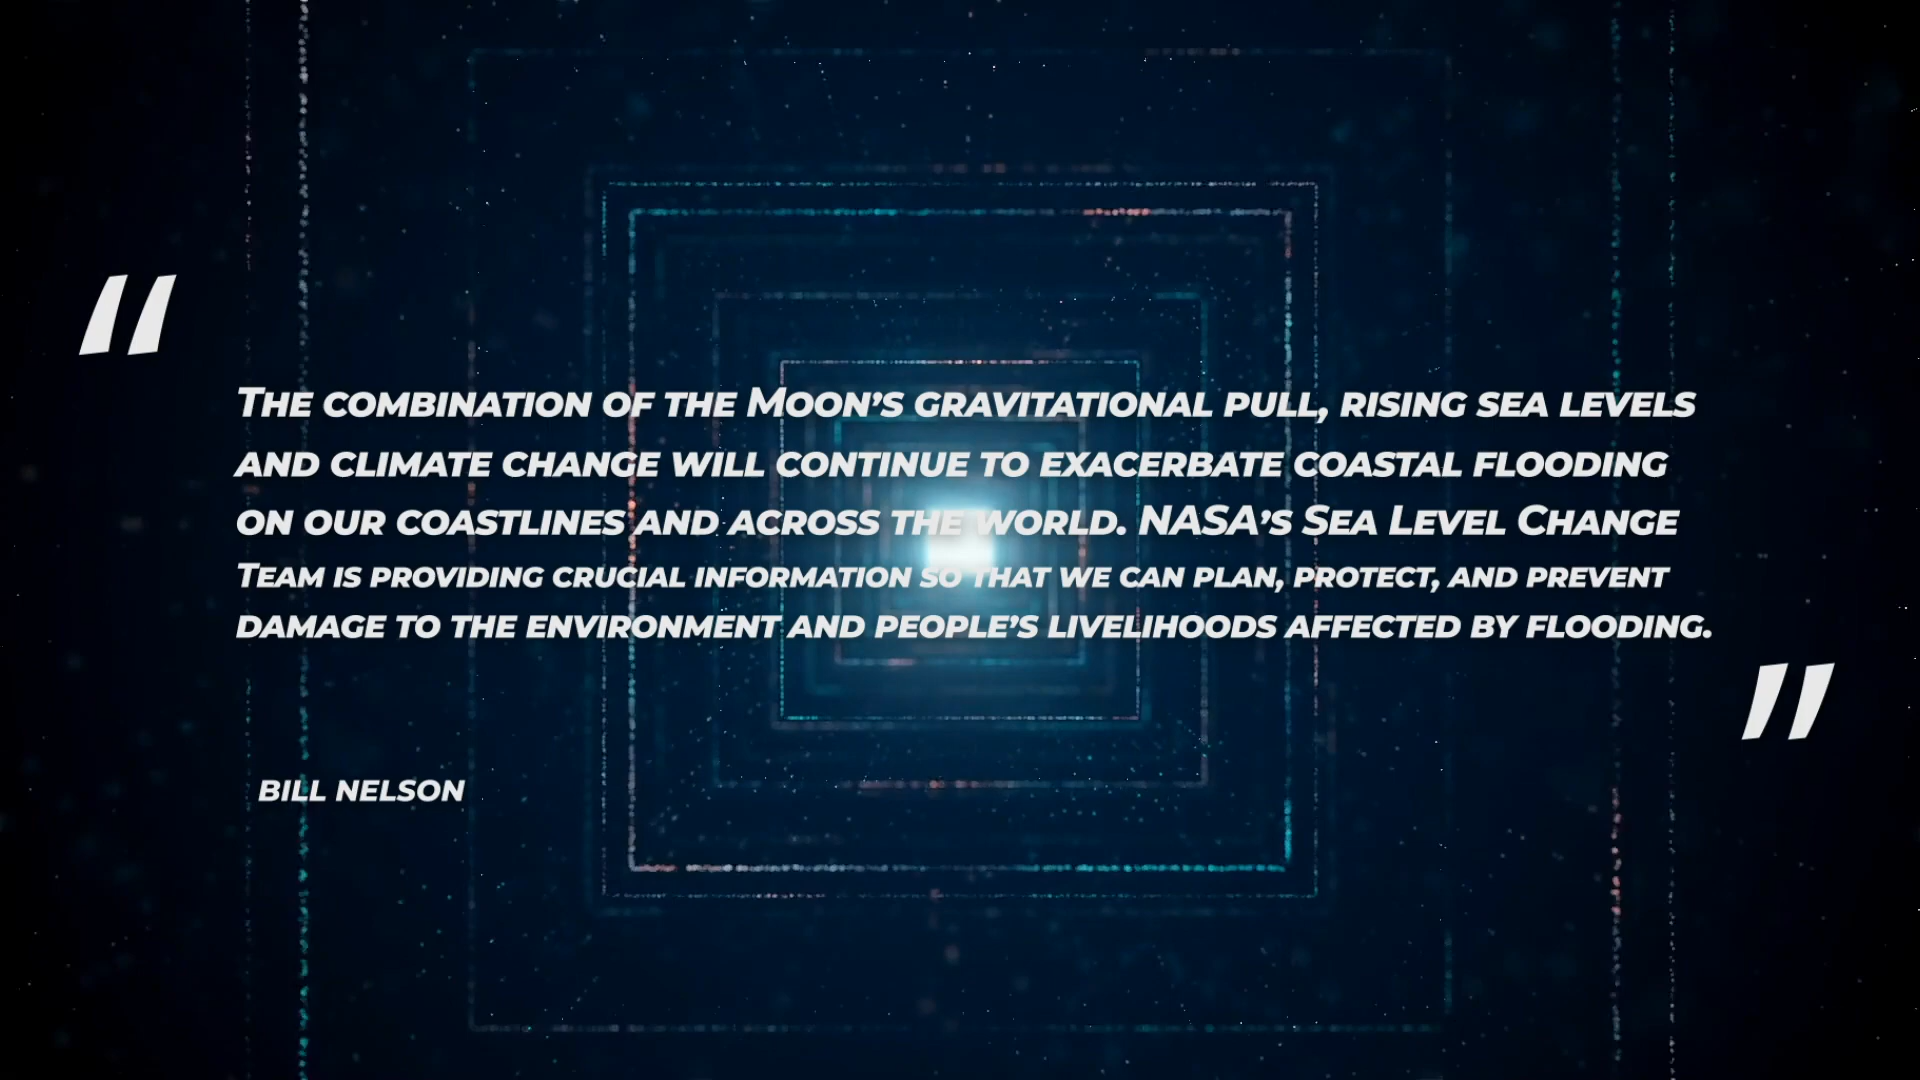 “
The combination of the Moon’s gravitational pull, rising sea levels
and climate change will continue to exacerbate coastal flooding
on our coastlines and across the world. NASA’s Sea Level Change
Team is providing crucial information so that we can plan, protect, and prevent
damage to the environment and people’s livelihoods affected by flooding.
”
BILL NELSON